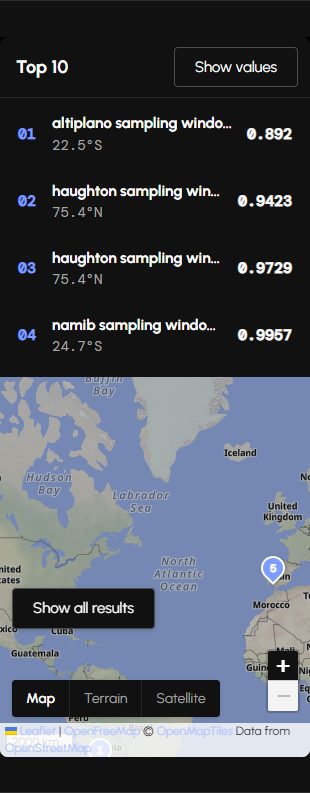 Top 10
Show values
01
altiplano sampling windo...
22.5°S
0.892
02
haughton sampling win...
75.4°N
0.9423
03
haughton sampling win...
75.4°N
0.9729
04
namib sampling windo...
24.7°S
0.9957
Baffin
Bay
Hudson
Bay
Labrador
Sea
Iceland
United
Kingdom
North
Atlantic
Ocean
5
Morocco
Show all results
Cuba
Guatemala
Mali
+
−
Map
Terrain
Satellite
Peru
Leaflet | OpenFreeMap © OpenMapTiles Data from
OpenStreetMap
1